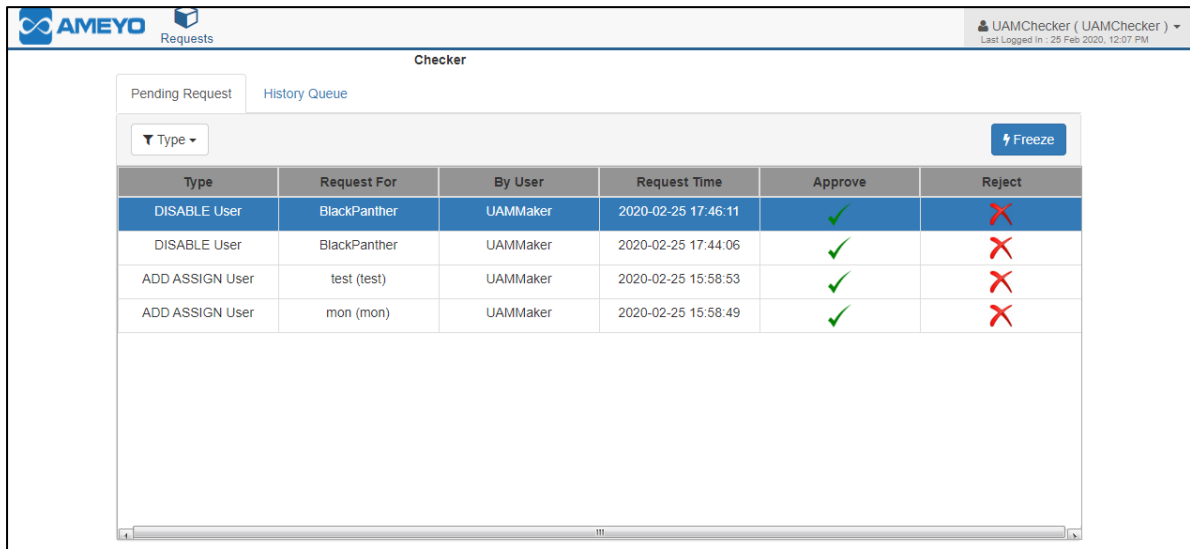 AMEYO
Requests
UAMChecker ( UAMChecker )
Last Logged In : 25 Feb 2020, 12:07 PM
Checker
Pending Request History Queue
Type Freeze
Type Request For By User Request Time Approve Reject
DISABLE User BlackPanther UAMMaker 2020-02-25 17:46:11
DISABLE User BlackPanther UAMMaker 2020-02-25 17:44:06
ADD ASSIGN User test (test) UAMMaker 2020-02-25 15:58:53
ADD ASSIGN User mon (mon) UAMMaker 2020-02-25 15:58:49